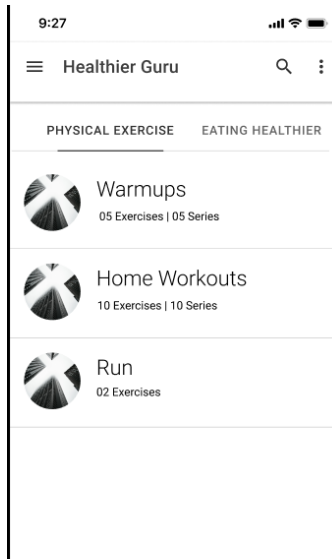 9:27
Healthier Guru
PHYSICAL EXERCISE EATING HEALTHIER
Warmups
05 Exercises | 05 Series
Home Workouts
10 Exercises | 10 Series
Run
02 Exercises